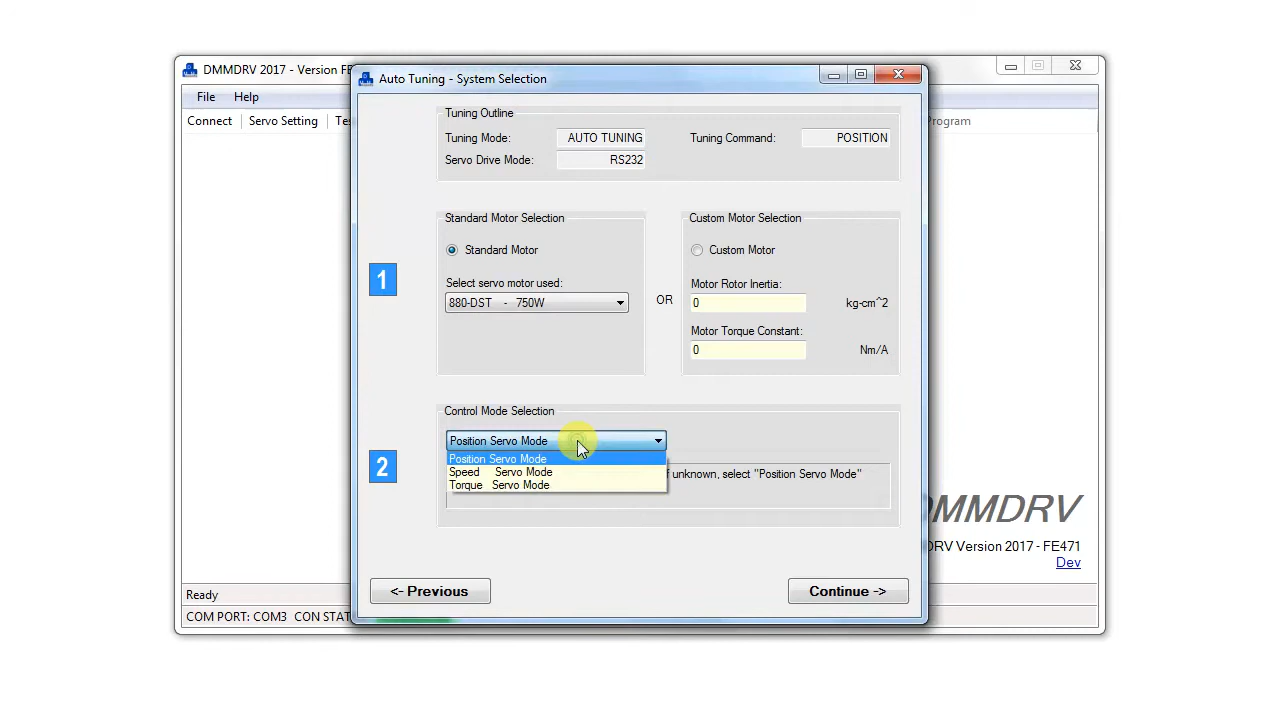 DMMDRV 2017 - Version FE
Auto Tuning - System Selection
File Help
Connect Servo Setting Program
Tuning Outline
Tuning Mode: AUTO TUNING Tuning Command: POSITION
Servo Drive Mode: RS232
Standard Motor Selection
Standard Motor
Select servo motor used:
880-DST - 750W
OR
Custom Motor Selection
Custom Motor
Motor Rotor Inertia:
0 kg-cm^2
Motor Torque Constant:
0 Nm/A
1
Control Mode Selection
Position Servo Mode
Position Servo Mode
Speed Servo Mode
Torque Servo Mode
unknown, select "Position Servo Mode"
2
<- Previous Continue ->
DMMDRV
DRV Version 2017 - FE471
Dev
Ready
COM PORT: COM3 CON STAT